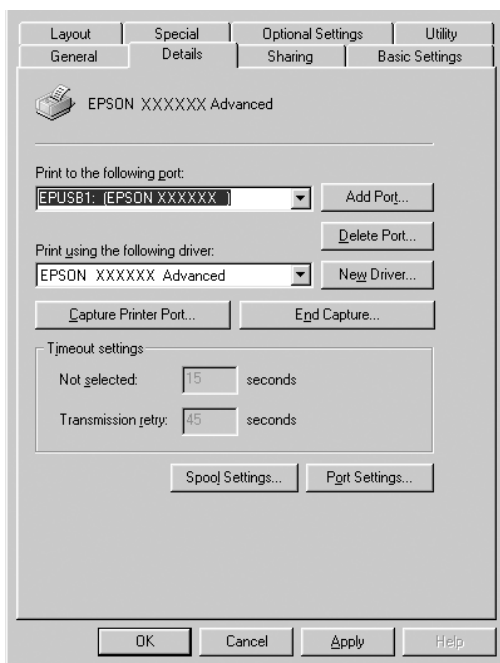 Layout Special Optional Settings Utility
General Details Sharing Basic Settings
EPSON XXXXXX Advanced
Print to the following port:
EPUSB1: (EPSON XXXXXX )
Add Port...
Delete Port...
Print using the following driver:
EPSON XXXXXX Advanced
New Driver...
Capture Printer Port... End Capture...
Timeout settings
Not selected: 15 seconds
Transmission retry: 45 seconds
Spool Settings... Port Settings...
OK Cancel Apply Help